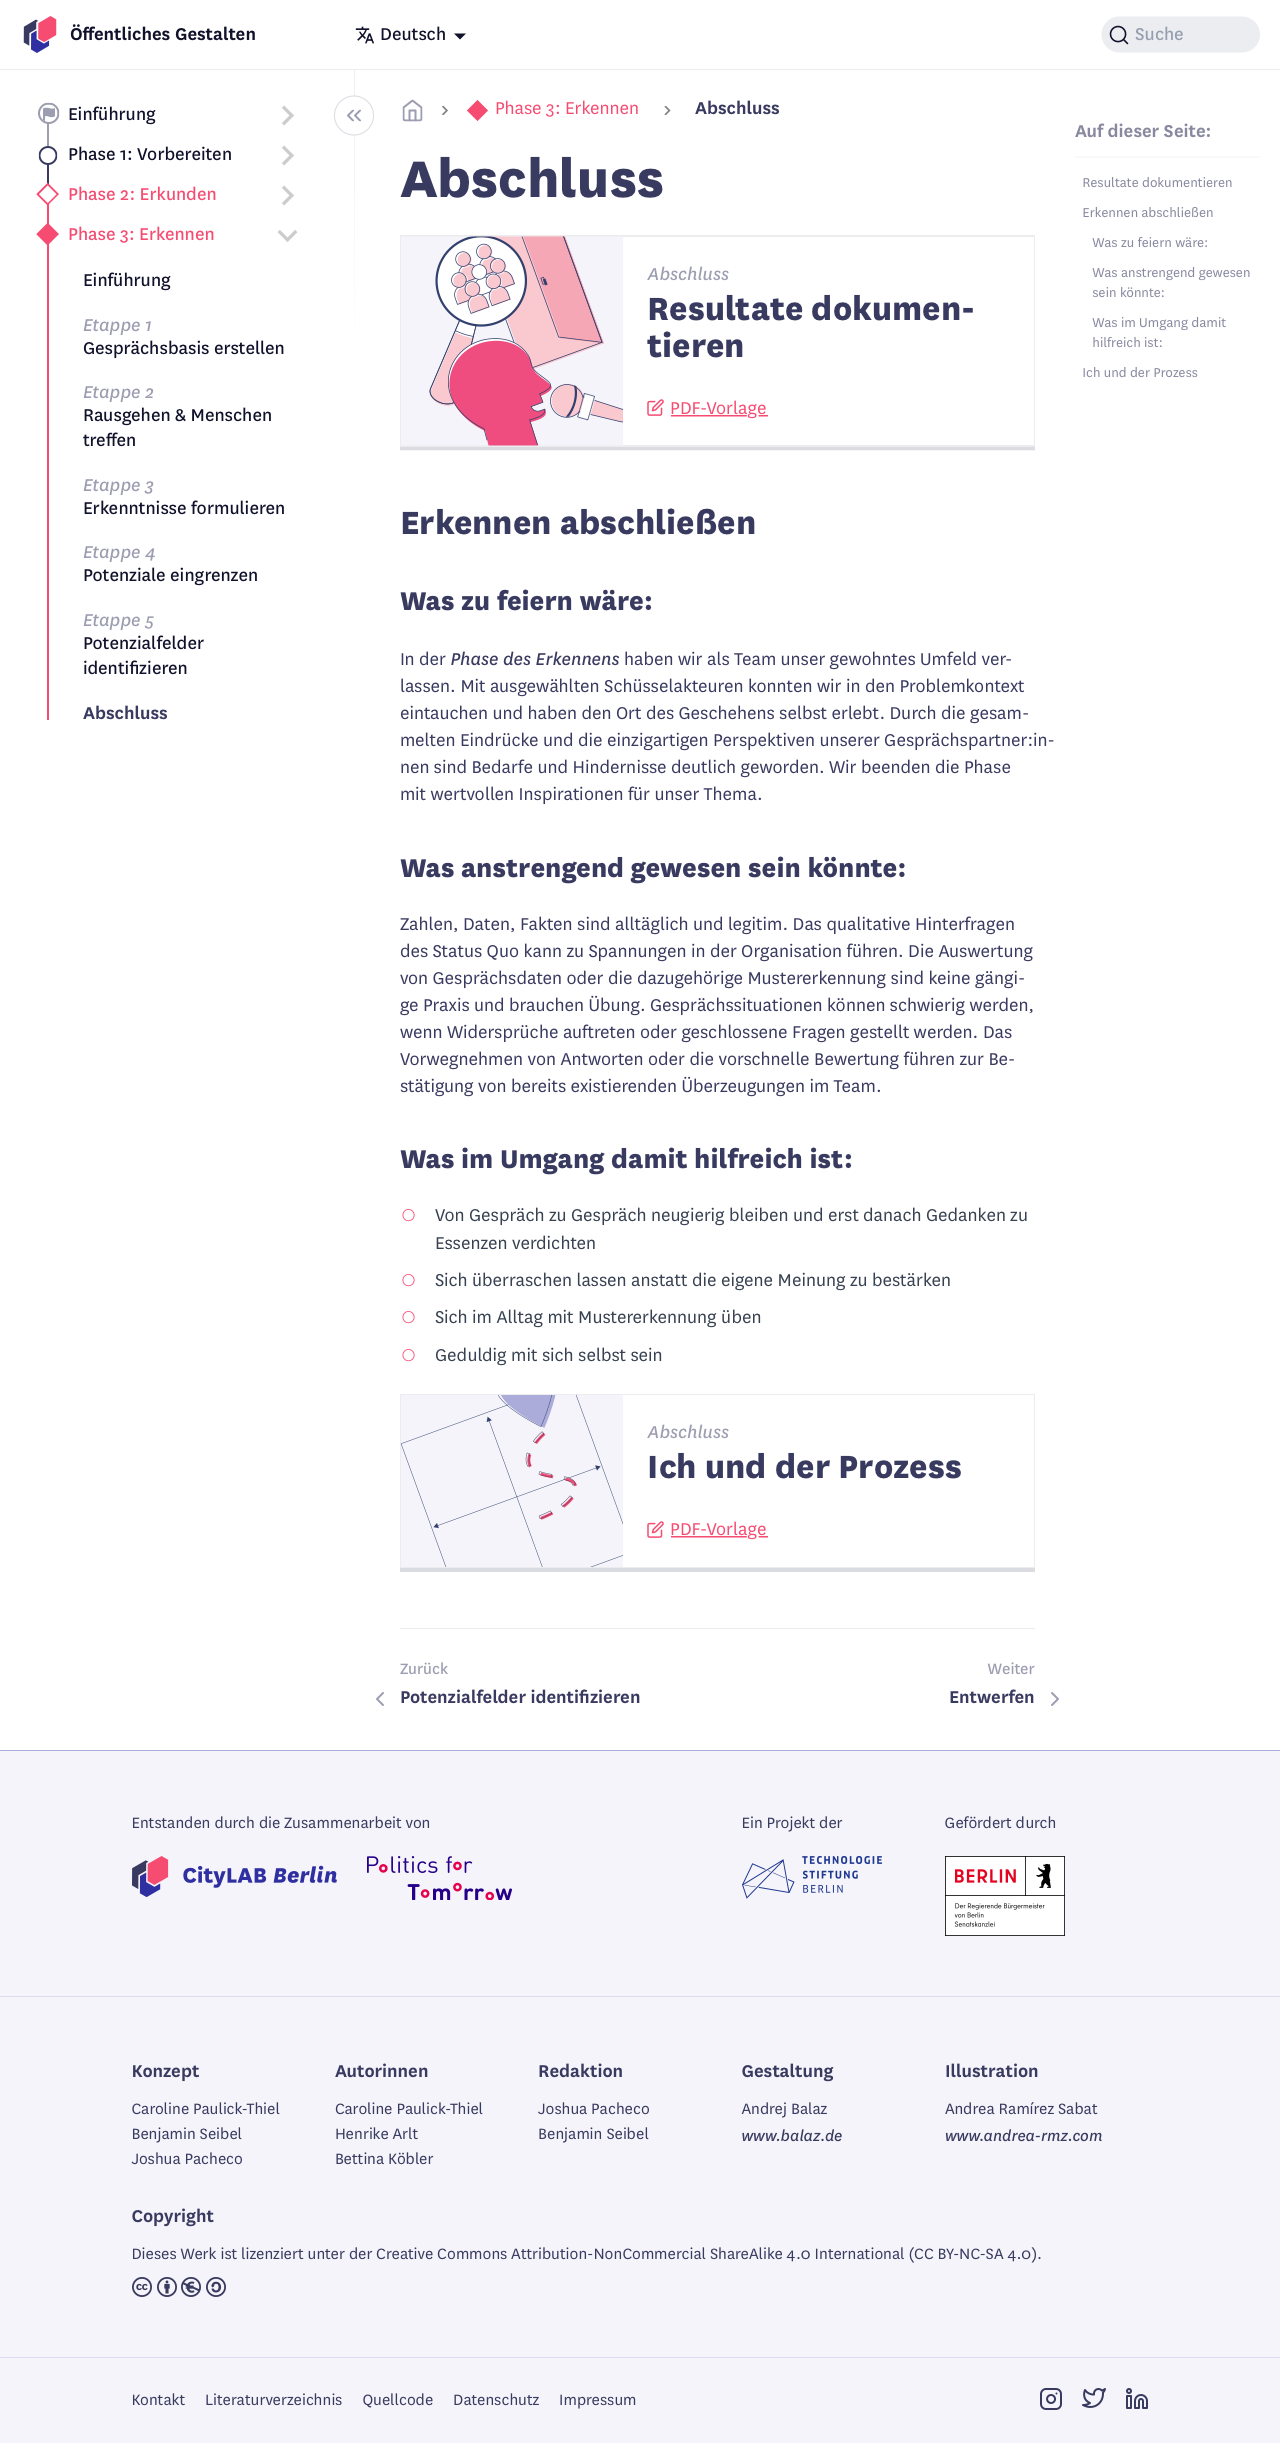 Öffentliches Gestalten
Deutsch
Suche
Einführung
Phase 1: Vorbereiten
Phase 2: Erkunden
Phase 3: Erkennen
Einführung
Etappe 1
Gesprächsbasis erstellen
Etappe 2
Rausgehen & Menschen
treffen
Etappe 3
Erkenntnisse formulieren
Etappe 4
Potenziale eingrenzen
Etappe 5
Potenzialfelder
identifizieren
Abschluss
Phase 3: Erkennen
Abschluss
Abschluss
Abschluss
Resultate dokumen-
tieren
PDF-Vorlage
Erkennen abschließen
Was zu feiern wäre:
In der Phase des Erkennens haben wir als Team unser gewohntes Umfeld ver-
lassen. Mit ausgewählten Schüsselakteuren konnten wir in den Problemkontext
eintauchen und haben den Ort des Geschehens selbst erlebt. Durch die gesam-
melten Eindrücke und die einzigartigen Perspektiven unserer Gesprächspartner:in-
nen sind Bedarfe und Hindernisse deutlich geworden. Wir beenden die Phase
mit wertvollen Inspirationen für unser Thema.
Was anstrengend gewesen sein könnte:
Zahlen, Daten, Fakten sind alltäglich und legitim. Das qualitative Hinterfragen
des Status Quo kann zu Spannungen in der Organisation führen. Die Auswertung
von Gesprächsdaten oder die dazugehörige Mustererkennung sind keine gängi-
ge Praxis und brauchen Übung. Gesprächssituationen können schwierig werden,
wenn Widersprüche auftreten oder geschlossene Fragen gestellt werden. Das
Vorwegnehmen von Antworten oder die vorschnelle Bewertung führen zur Be-
stätigung von bereits existierenden Überzeugungen im Team.
Was im Umgang damit hilfreich ist:
Von Gespräch zu Gespräch neugierig bleiben und erst danach Gedanken zu
Essenzen verdichten
Sich überraschen lassen anstatt die eigene Meinung zu bestärken
Sich im Alltag mit Mustererkennung üben
Geduldig mit sich selbst sein
Abschluss
Ich und der Prozess
PDF-Vorlage
Auf dieser Seite:
Resultate dokumentieren
Erkennen abschließen
Was zu feiern wäre:
Was anstrengend gewesen
sein könnte:
Was im Umgang damit
hilfreich ist:
Ich und der Prozess
Zurück
Potenzialfelder identifizieren
Weiter
Entwerfen
Entstanden durch die Zusammenarbeit von
CityLAB Berlin
Politics for
Tomorrow
Ein Projekt der
TECHNOLOGIE
STIFTUNG
BERLIN
Gefördert durch
BERLIN
Der Regierende Bürgermeister
von Berlin
Senatskanzlei
Konzept
Caroline Paulick-Thiel
Benjamin Seibel
Joshua Pacheco
Autorinnen
Caroline Paulick-Thiel
Henrike Arlt
Bettina Köbler
Redaktion
Joshua Pacheco
Benjamin Seibel
Gestaltung
Andrej Balaz
www.balaz.de
Illustration
Andrea Ramírez Sabat
www.andrea-rmz.com
Copyright
Dieses Werk ist lizenziert unter der Creative Commons Attribution-NonCommercial ShareAlike 4.0 International (CC BY-NC-SA 4.0).
Kontakt Literaturverzeichnis Quellcode Datenschutz Impressum